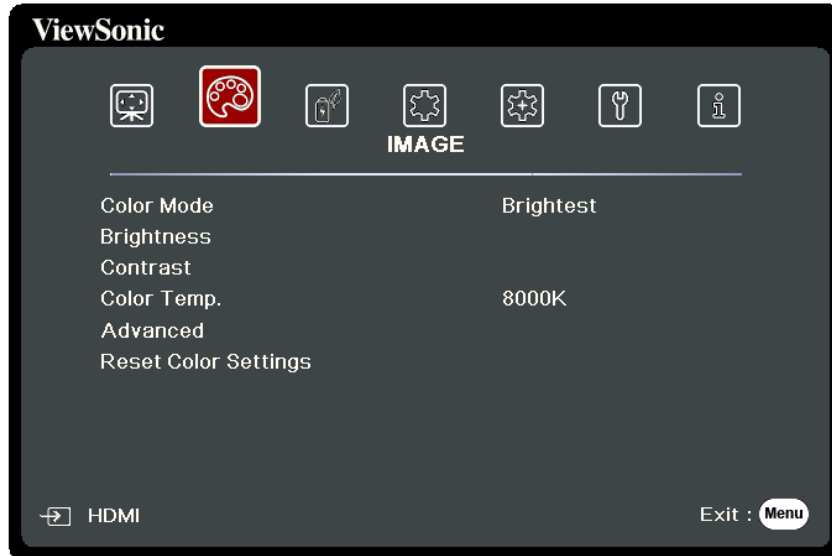 ViewSonic
IMAGE
Color Mode Brightest
Brightness
Contrast
Color Temp. 8000K
Advanced
Reset Color Settings
HDMI Exit : Menu